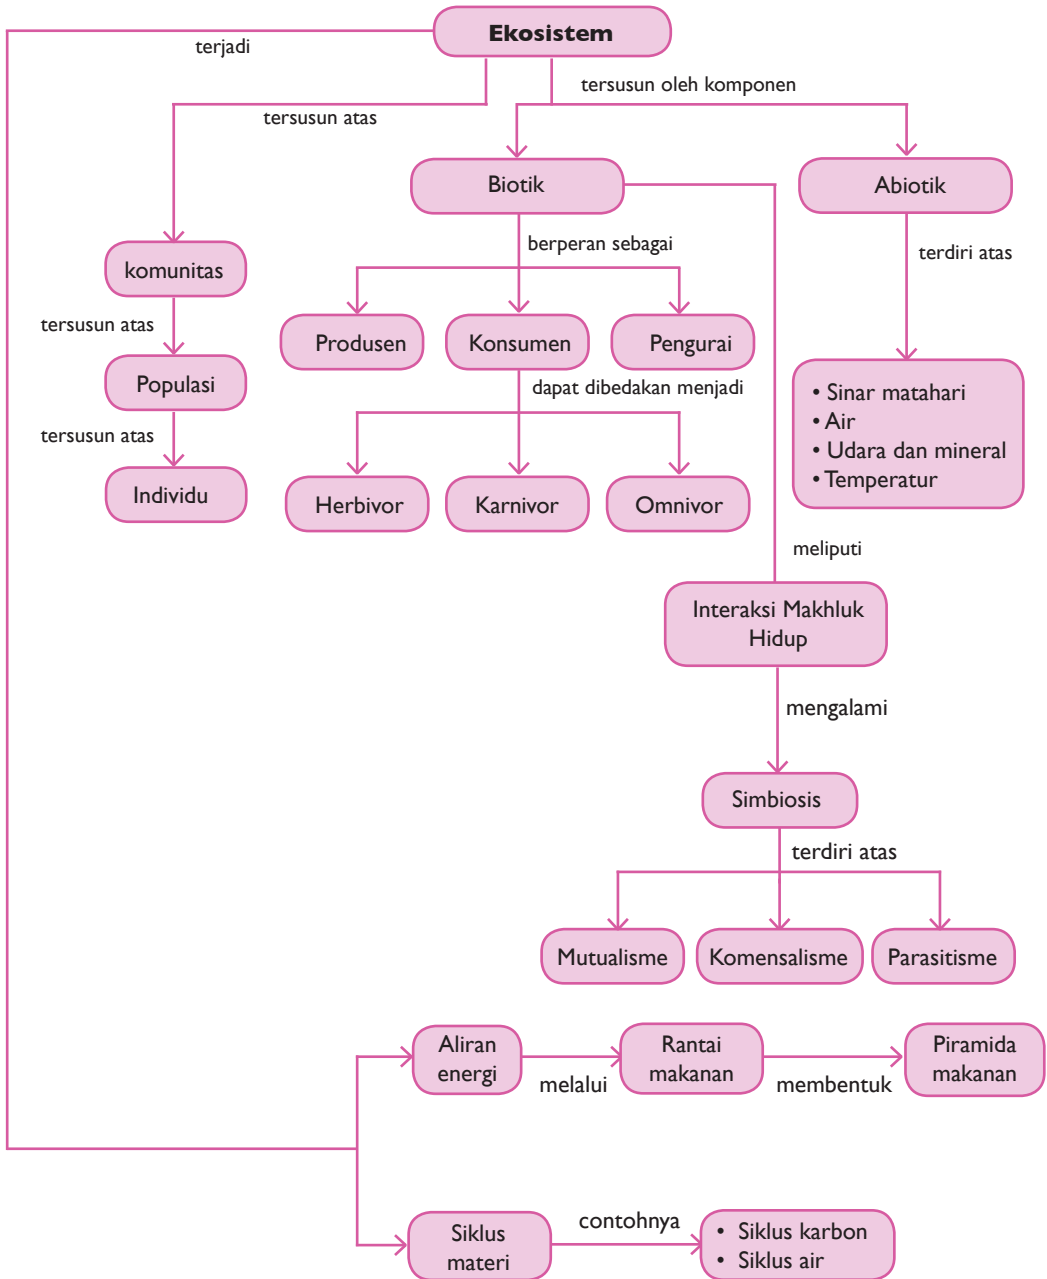 Ekosistem
terjadi
tersusun oleh komponen
tersusun atas
Biotik
Abiotik
berperan sebagai
terdiri atas
komunitas
tersusun atas
Produsen
Konsumen
Pengurai
Populasi
dapat dibedakan menjadi
• Sinar matahari
• Air
• Udara dan mineral
• Temperatur
tersusun atas
Individu
Herbivor
Karnivor
Omnivor
meliputi
Interaksi Makhluk
Hidup
mengalami
Simbiosis
terdiri atas
Mutualisme
Komensalisme
Parasitisme
Aliran
energi
melalui
Rantai
makanan
membentuk
Piramida
makanan
Siklus
materi
contohnya
• Siklus karbon
• Siklus air